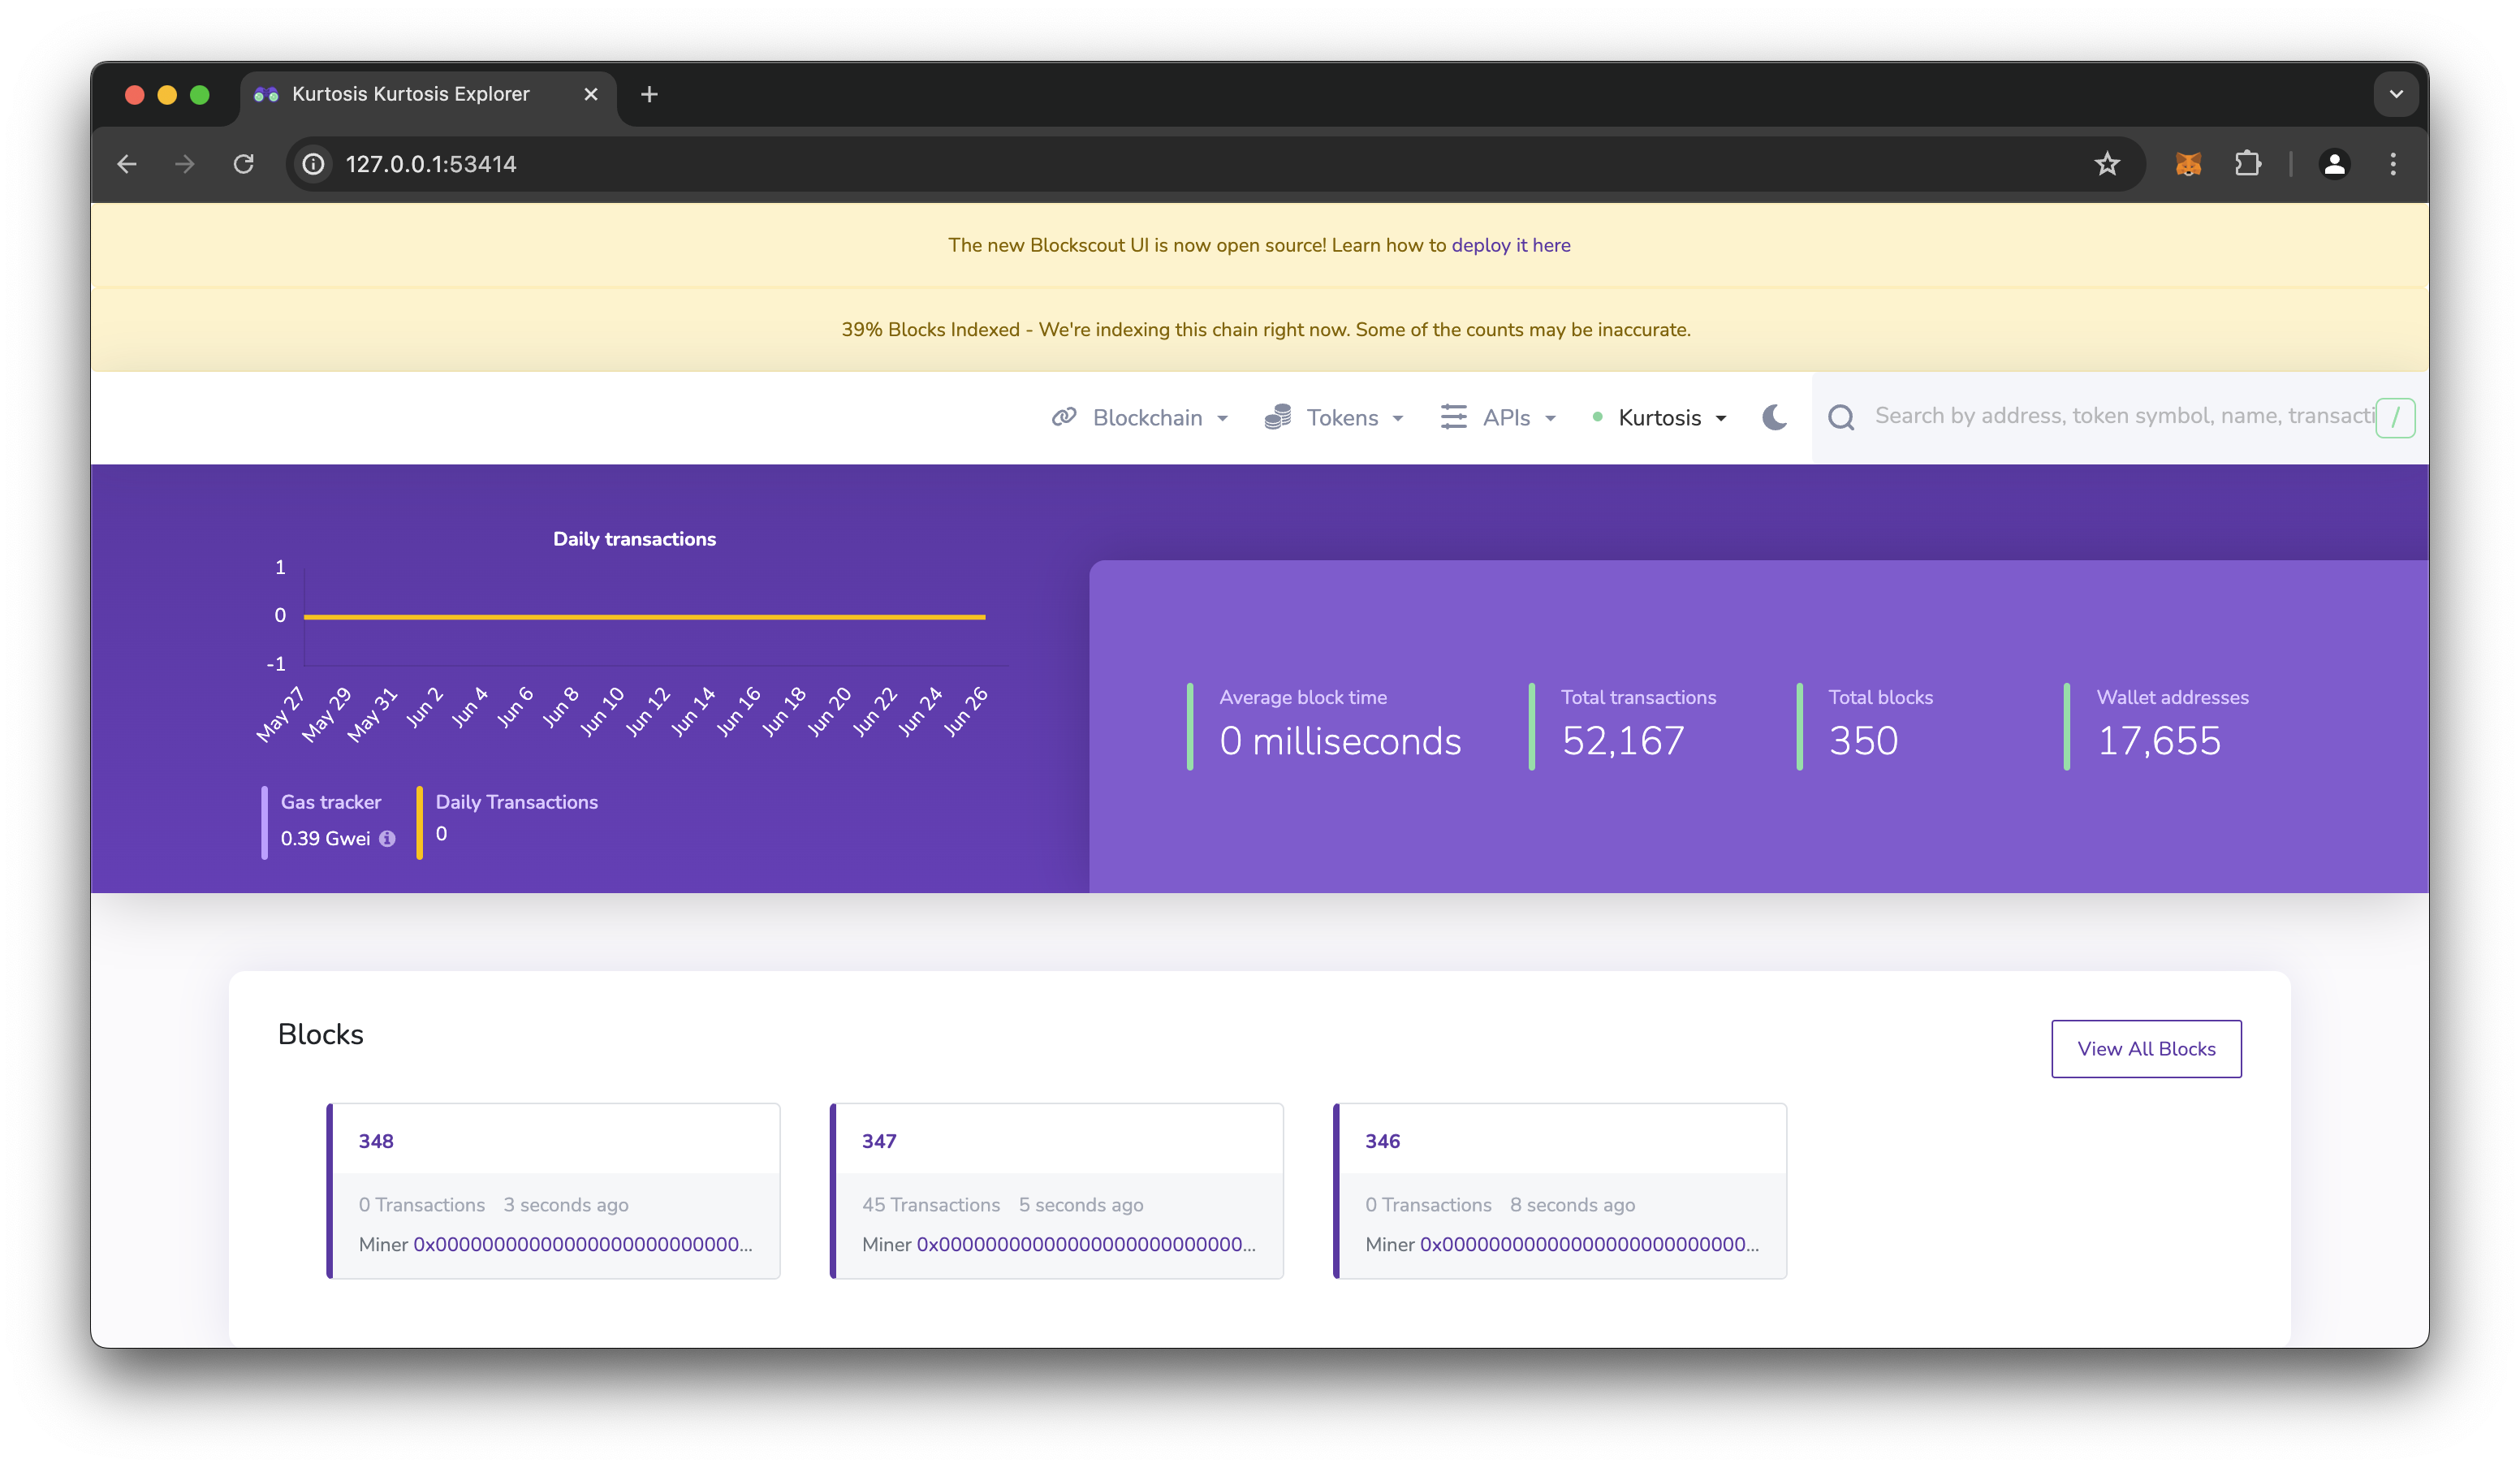 Kurtosis Kurtosis Explorer
127.0.0.1:53414
The new Blockscout UI is now open source! Learn how to deploy it here
39% Blocks Indexed - We're indexing this chain right now. Some of the counts may be inaccurate.
Blockchain Tokens APIs Kurtosis Search by address, token symbol, name, transacti /
Daily transactions
1
0
-1
May 27 May 29 May 31 Jun 2 Jun 4 Jun 6 Jun 8 Jun 10 Jun 12 Jun 14 Jun 16 Jun 18 Jun 20 Jun 22 Jun 24 Jun 26
Gas tracker
0.39 Gwei
Daily Transactions
0
Average block time
0 milliseconds
Total transactions
52,167
Total blocks
350
Wallet addresses
17,655
Blocks
View All Blocks
348
0 Transactions 3 seconds ago
Miner 0x00000000000000000000000000...
347
45 Transactions 5 seconds ago
Miner 0x00000000000000000000000000...
346
0 Transactions 8 seconds ago
Miner 0x00000000000000000000000000...